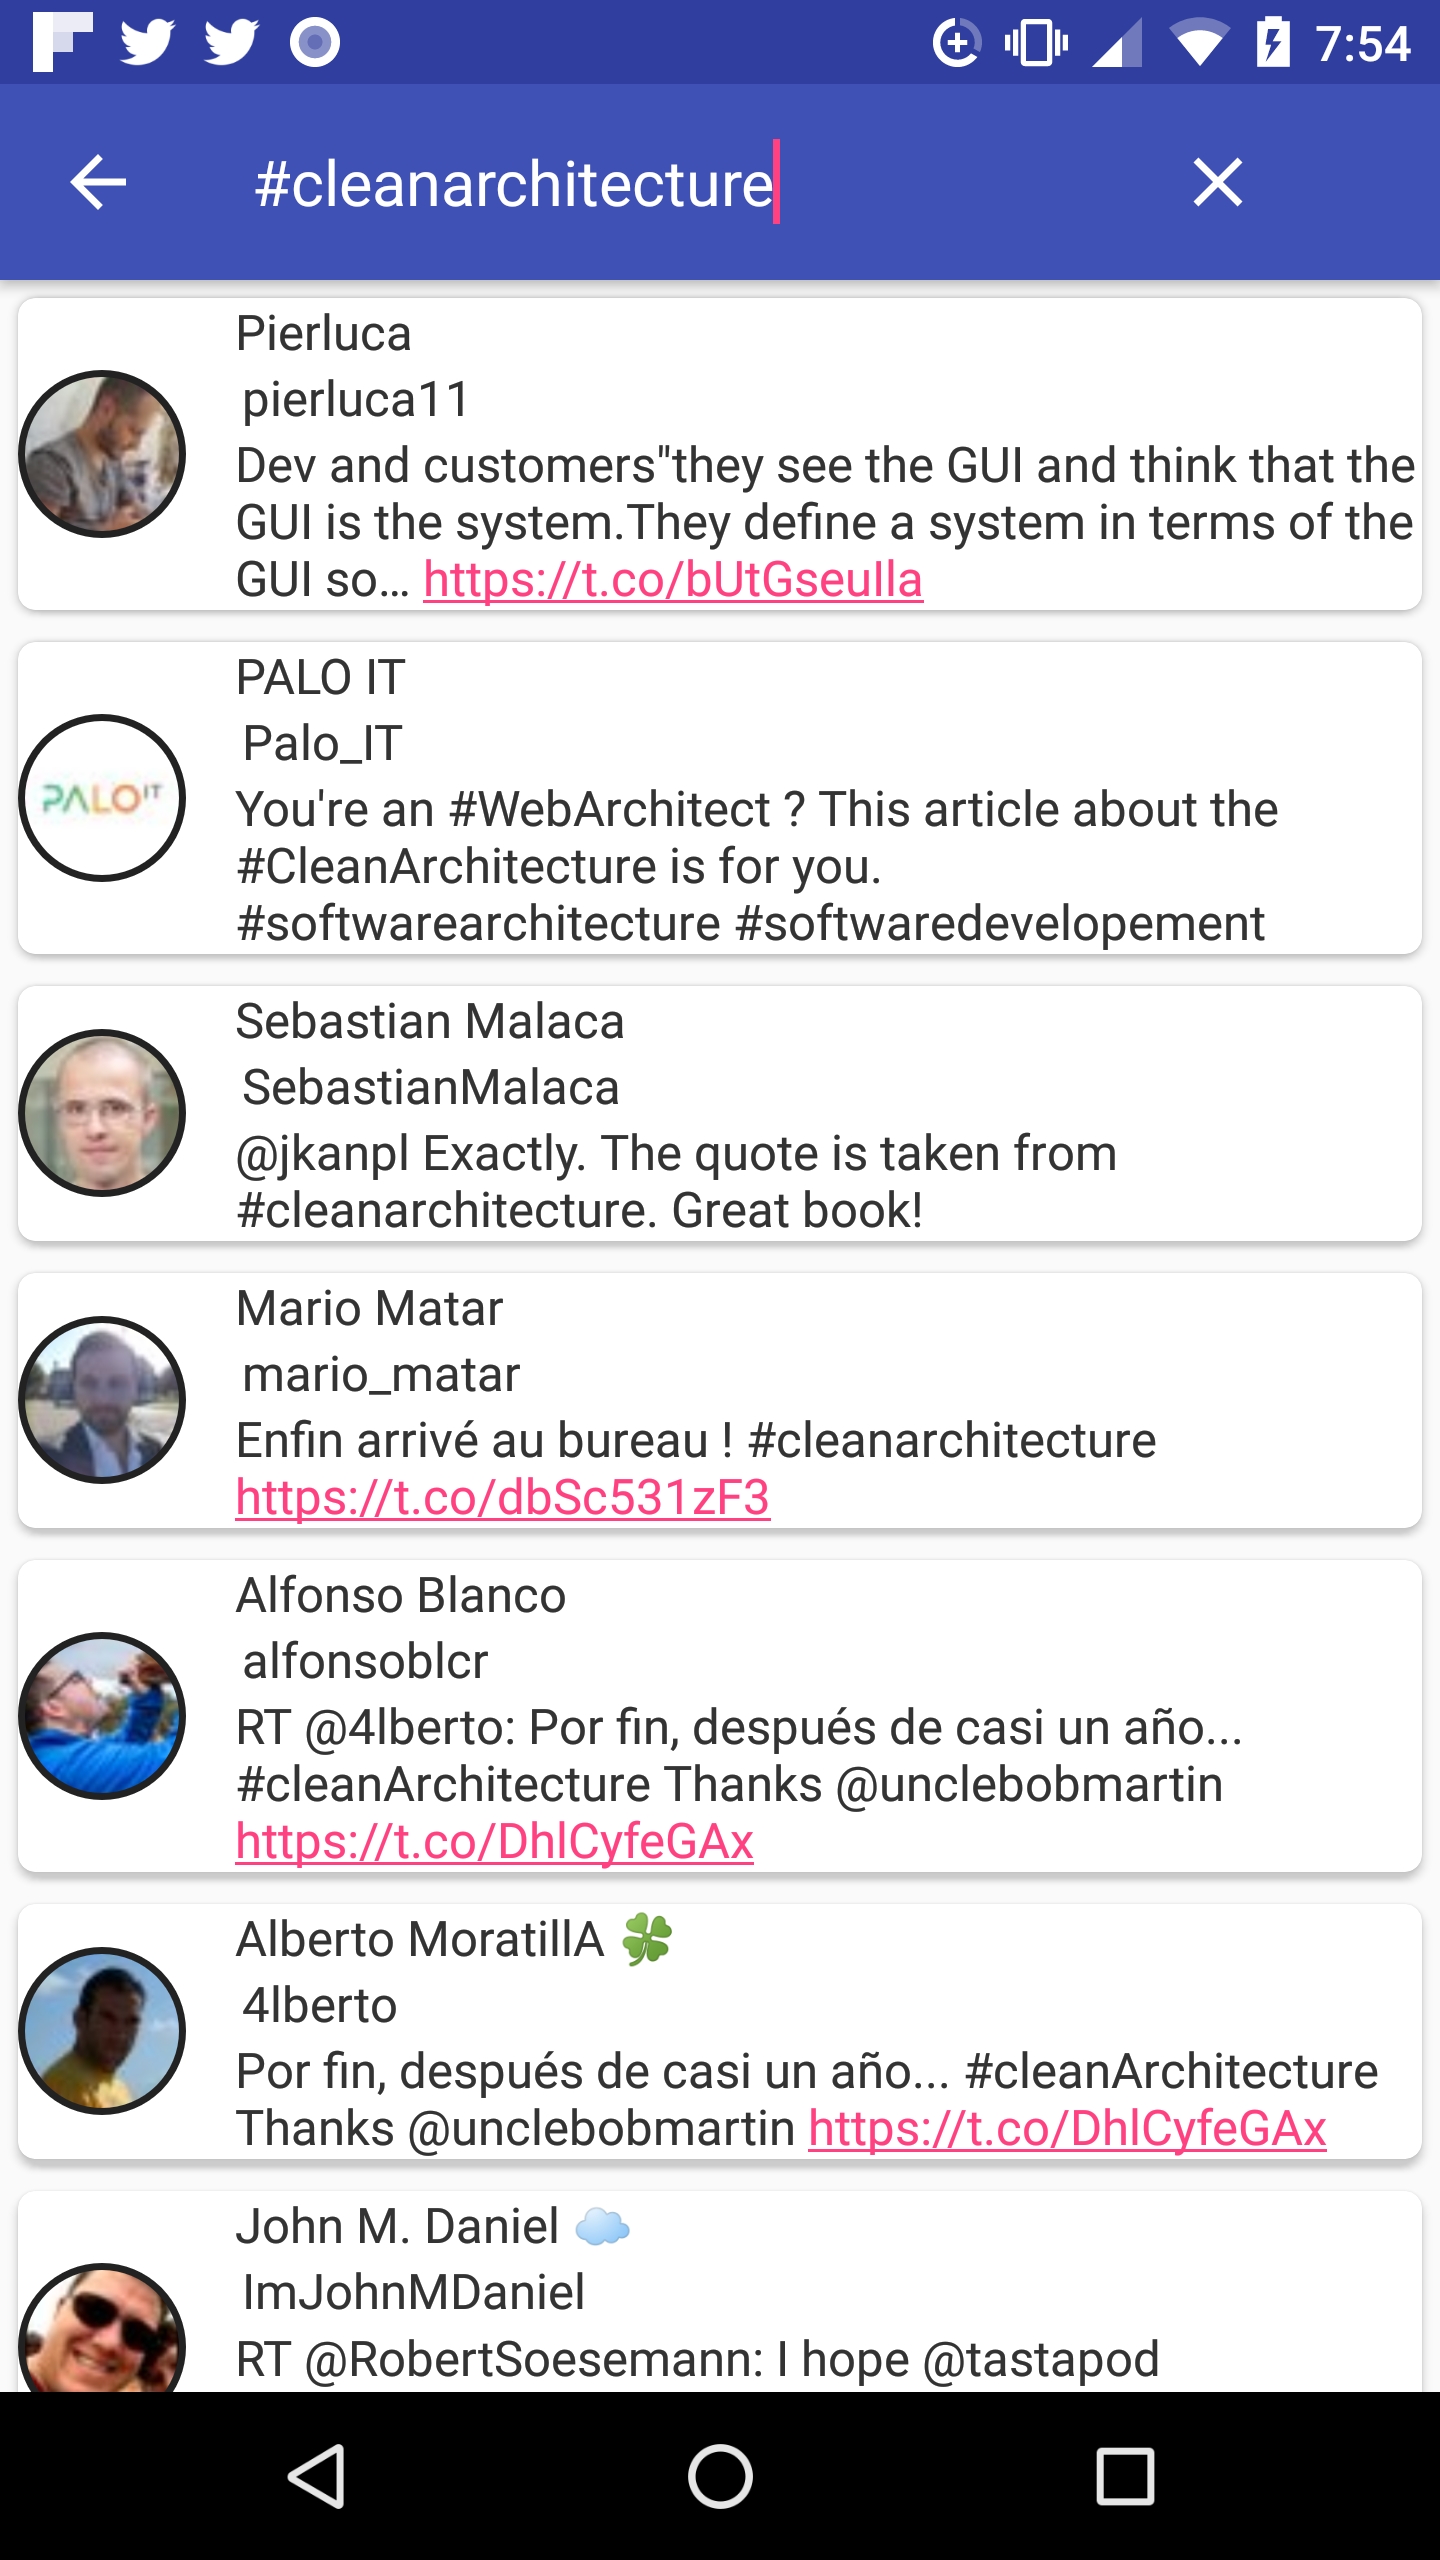 7:54
#cleanarchitecture
Pierluca
pierluca11
Dev and customers"they see the GUI and think that the
GUI is the system.They define a system in terms of the
GUI so… https://t.co/bUtGseuIla
PALO IT
Palo_IT
PALO IT
You're an #WebArchitect ? This article about the
#CleanArchitecture is for you.
#softwarearchitecture #softwaredevelopement
Sebastian Malaca
SebastianMalaca
@jkanpl Exactly. The quote is taken from
#cleanarchitecture. Great book!
Mario Matar
mario_matar
Enfin arrivé au bureau ! #cleanarchitecture
https://t.co/dbSc531zF3
Alfonso Blanco
alfonsoblcr
RT @4lberto: Por fin, después de casi un año...
#cleanArchitecture Thanks @unclebobmartin
https://t.co/DhlCyfeGAx
Alberto MoratillA 🍀
4lberto
Por fin, después de casi un año... #cleanArchitecture
Thanks @unclebobmartin https://t.co/DhlCyfeGAx
John M. Daniel ☁️
ImJohnMDaniel
RT @RobertSoesemann: I hope @tastapod